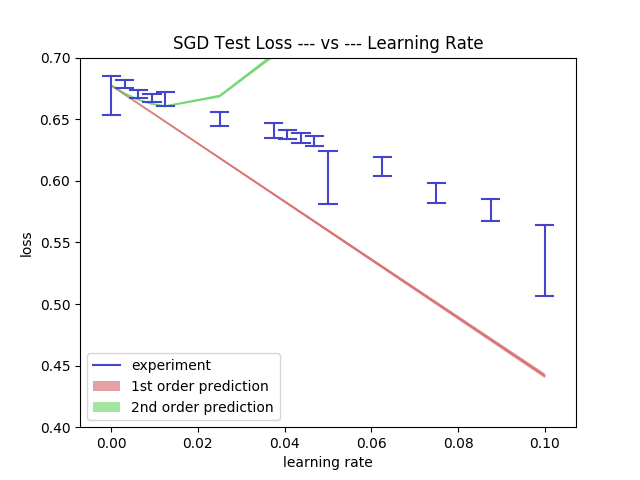 SGD Test Loss --- vs --- Learning Rate
0.70
0.65
0.60
0.55
0.50
0.45
0.40
loss
experiment
1st order prediction
2nd order prediction
0.00 0.02 0.04 0.06 0.08 0.10
learning rate